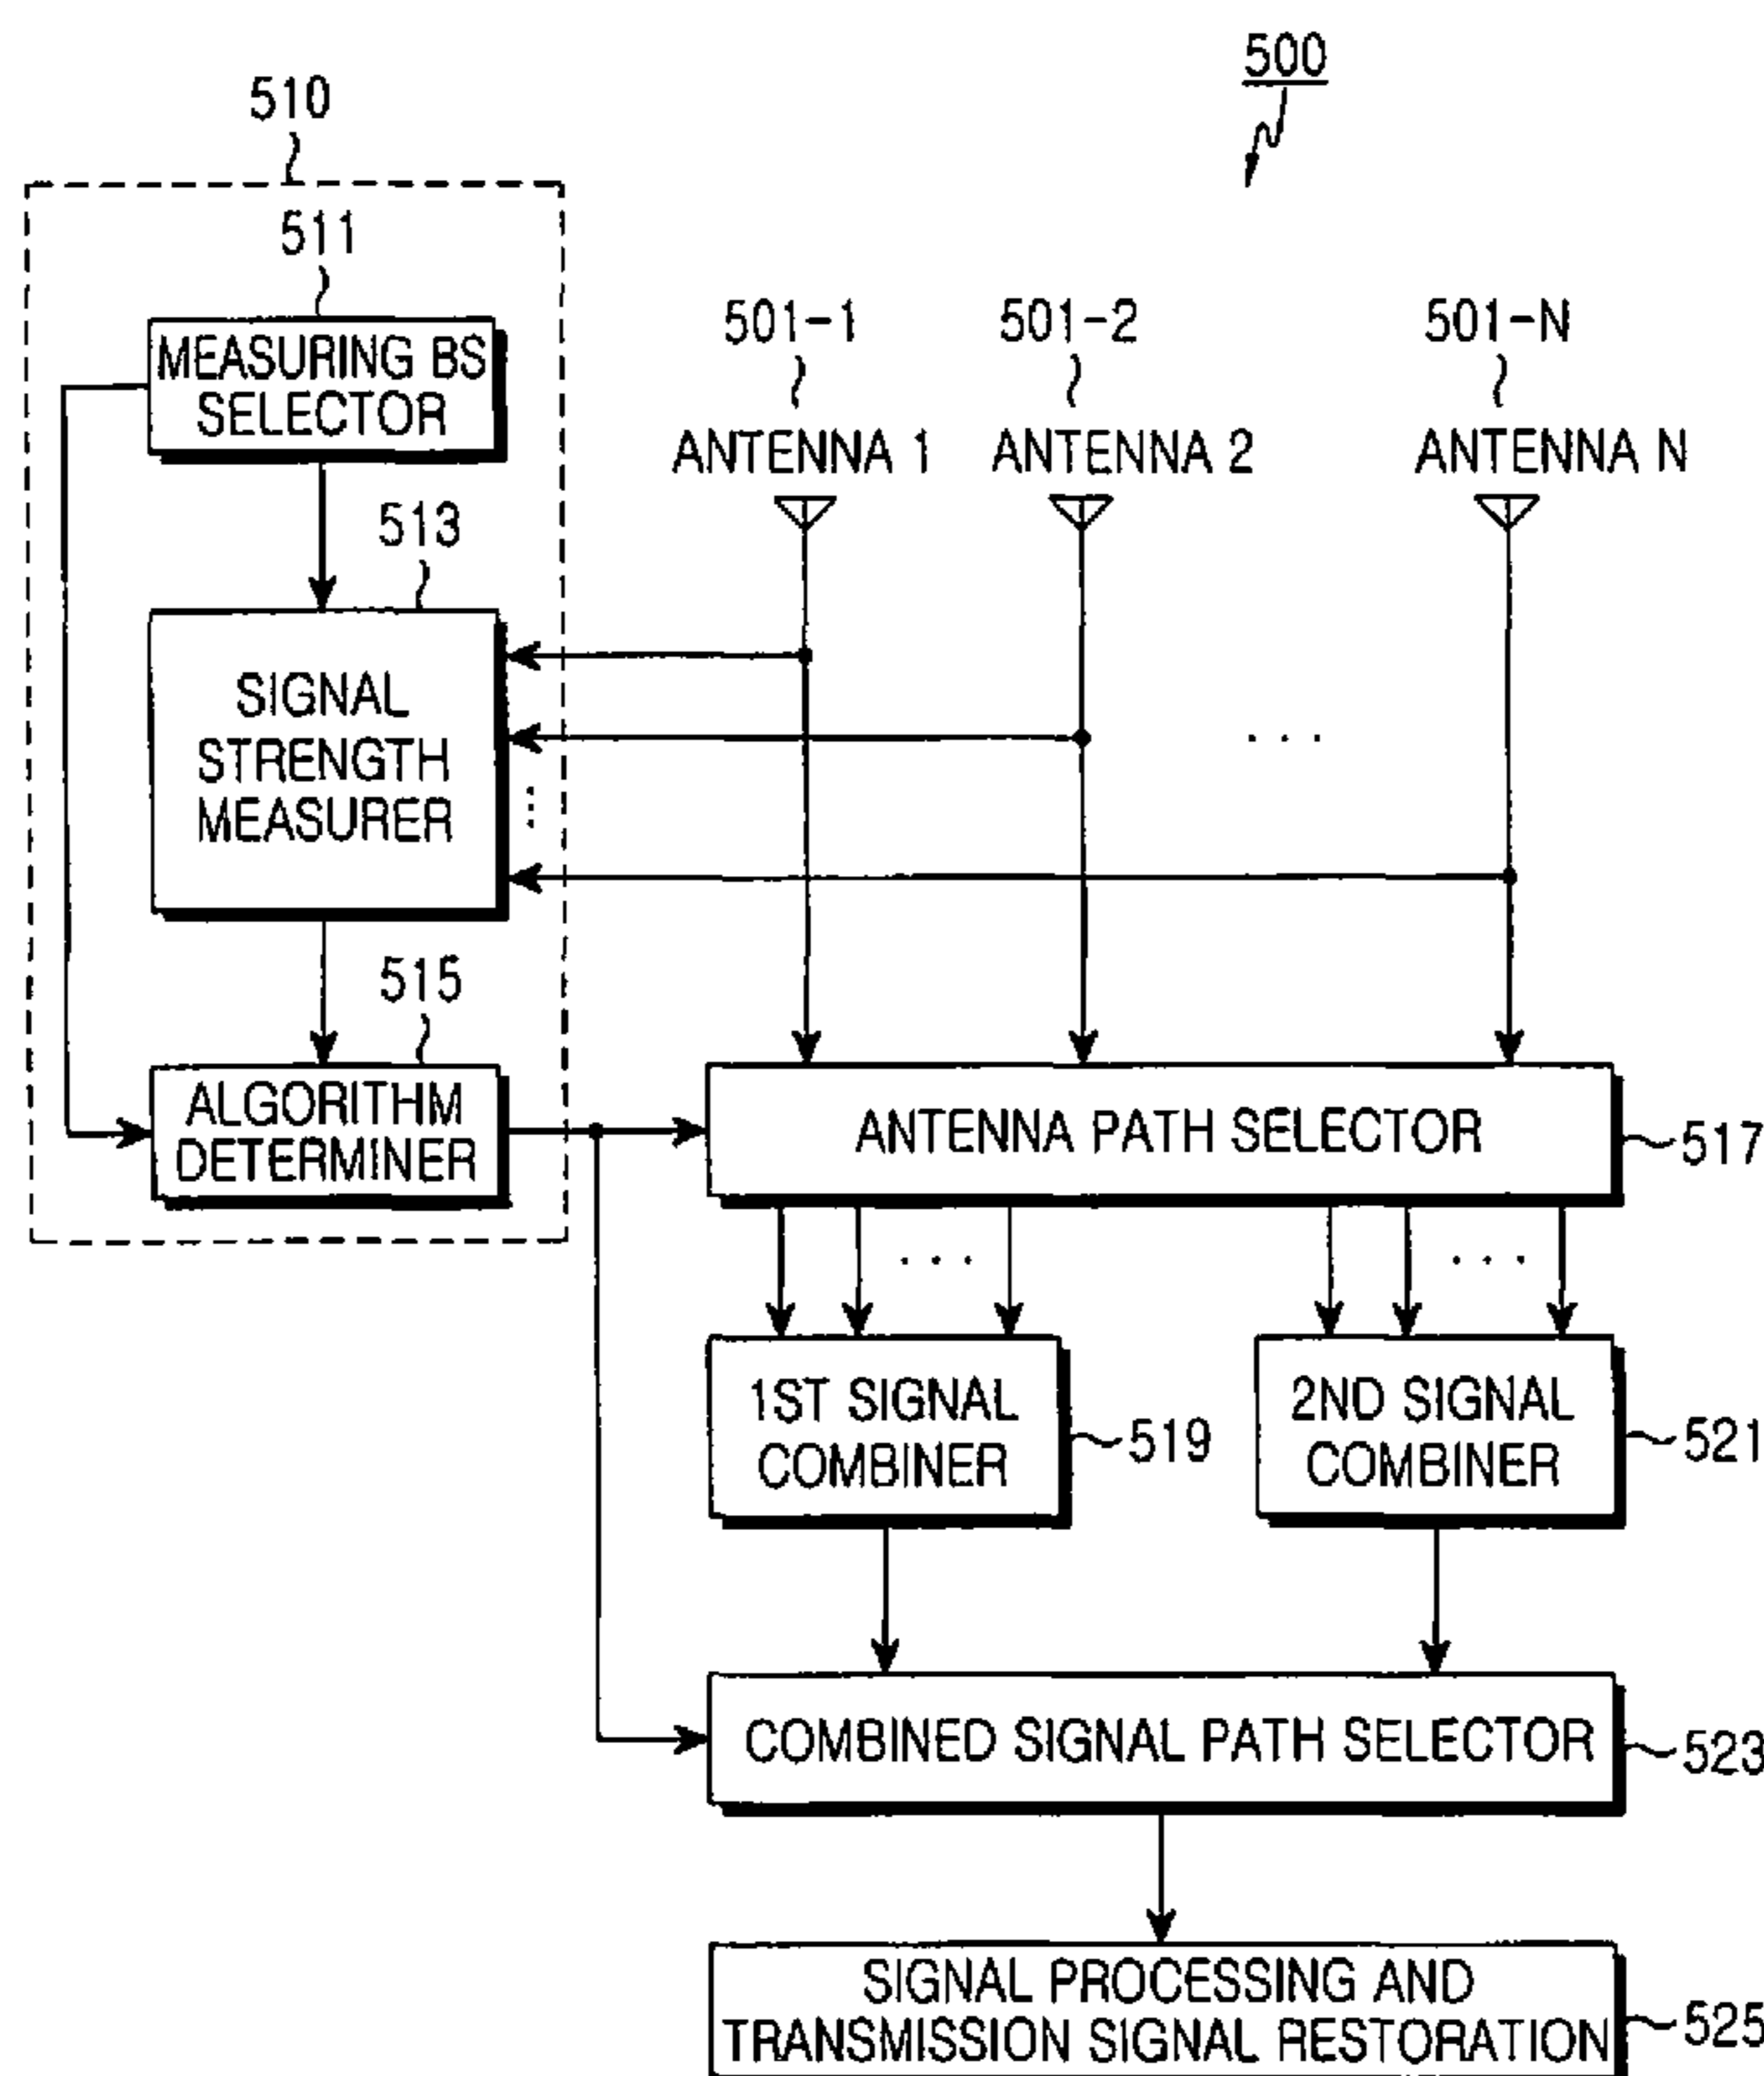 500
510
511
MEASURING BS
SELECTOR
501-1
501-2
501-N
ANTENNA 1
ANTENNA 2
ANTENNA N
513
SIGNAL
STRENGTH
MEASURER
515
ALGORITHM
DETERMINER
ANTENNA PATH SELECTOR
517
1ST SIGNAL
COMBINER
519
2ND SIGNAL
COMBINER
521
COMBINED SIGNAL PATH SELECTOR
523
SIGNAL PROCESSING AND
TRANSMISSION SIGNAL RESTORATION
525